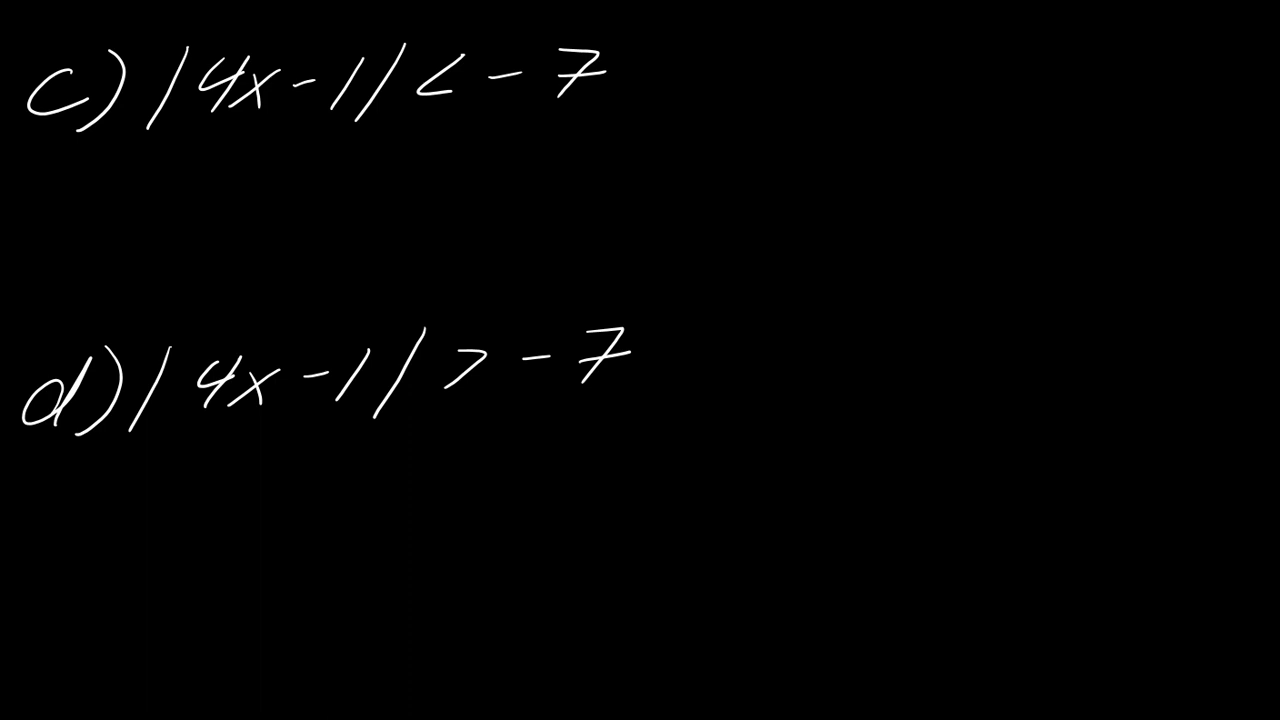 c) |4x-1| < -7
d) |4x-1| > -7